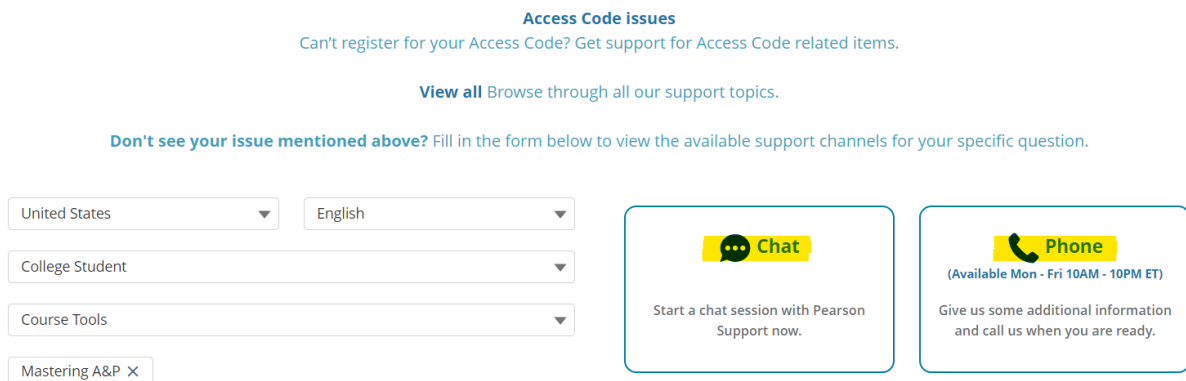 Access Code issues
Can't register for your Access Code? Get support for Access Code related items.
View all Browse through all our support topics.
Don't see your issue mentioned above? Fill in the form below to view the available support channels for your specific question.
United States
English
College Student
Course Tools
Mastering A&P ×
Chat
Start a chat session with Pearson
Support now.
Phone
(Available Mon - Fri 10AM - 10PM ET)
Give us some additional information
and call us when you are ready.